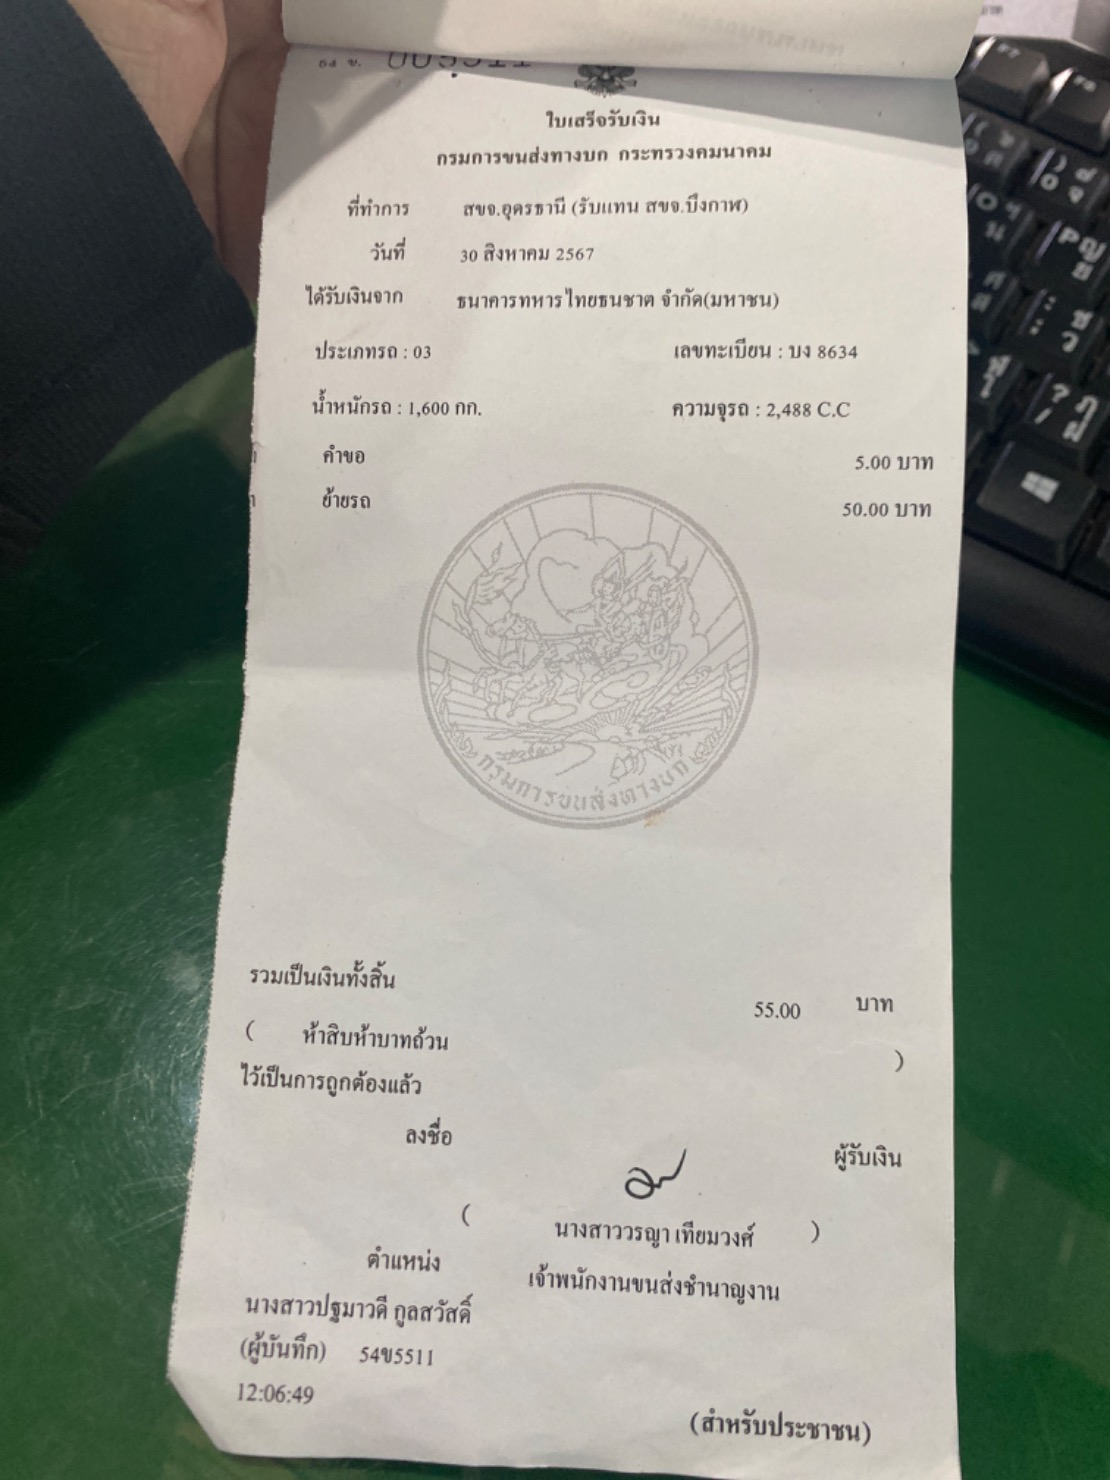 54 ข. 005511
ใบเสร็จรับเงิน
กรมการขนส่งทางบก กระทรวงคมนาคม
ที่ทำการ สขจ.อุดรธานี (รับแทน สขจ.บึงกาฬ)
วันที่ 30 สิงหาคม 2567
ได้รับเงินจาก ธนาคารทหารไทยธนชาต จำกัด(มหาชน)
ประเภทรถ : 03 เลขทะเบียน : บง 8634
น้ำหนักรถ : 1,600 กก. ความจุรถ : 2,488 C.C
คำขอ 5.00 บาท
ย้ายรถ 50.00 บาท
กรมการขนส่งทางบก
รวมเป็นเงินทั้งสิ้น 55.00 บาท
( ห้าสิบห้าบาทถ้วน )
ไว้เป็นการถูกต้องแล้ว
ลงชื่อ ผู้รับเงิน
( นางสาววรญา เทียมวงศ์ )
ตำแหน่ง เจ้าพนักงานขนส่งชำนาญงาน
นางสาวปฐมาวดี กูลสวัสดิ์
(ผู้บันทึก) 54ข5511
12:06:49
(สำหรับประชาชน)